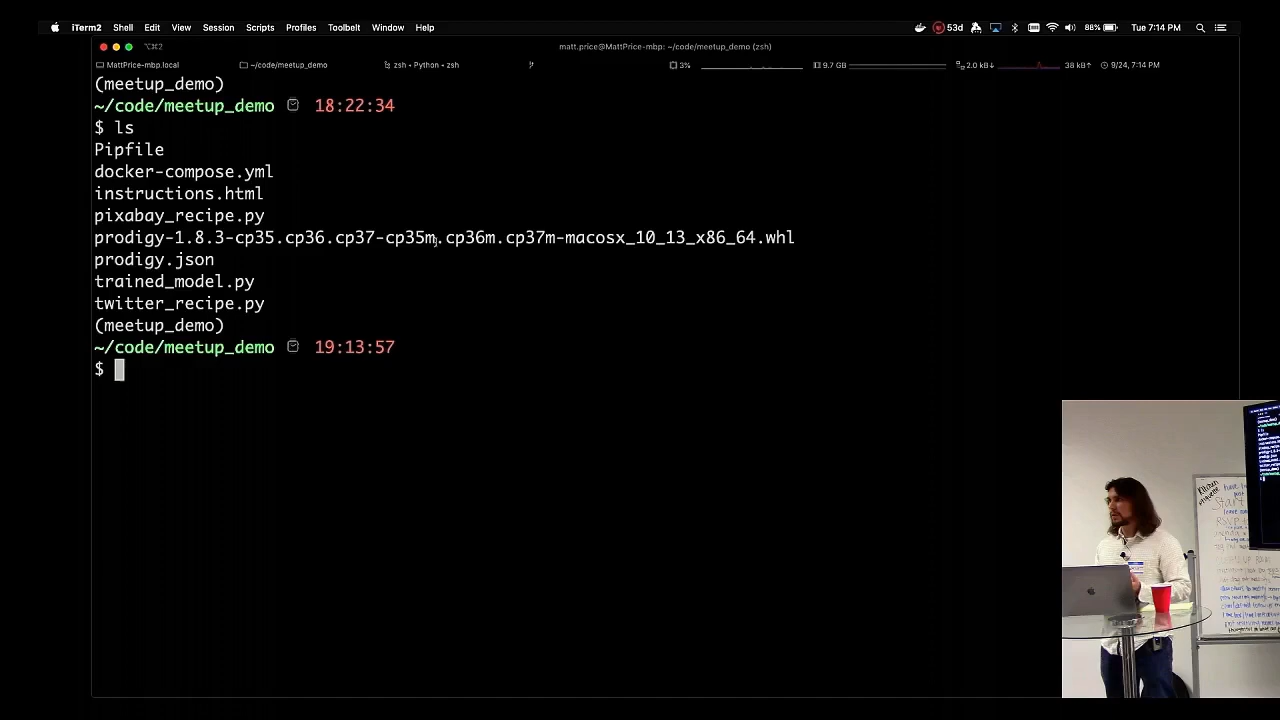 iTerm2 Shell Edit View Session Scripts Profiles Toolbelt Window Help 53d 88% Tue 7:14 PM
⌥⌘2 matt.price@MattPrice-mbp: ~/code/meetup_demo (zsh)
MattPrice-mbp.local ~/code/meetup_demo zsh • Python • zsh 3% 9.7 GB 2.0 kB↓ 38 kB↑ 9/24, 7:14 PM
(meetup_demo)
~/code/meetup_demo 18:22:34
$ ls
Pipfile
docker-compose.yml
instructions.html
pixabay_recipe.py
prodigy-1.8.3-cp35.cp36.cp37-cp35m.cp36m.cp37m-macosx_10_13_x86_64.whl
prodigy.json
trained_model.py
twitter_recipe.py
(meetup_demo)
~/code/meetup_demo 19:13:57
$
Kitchen
Start